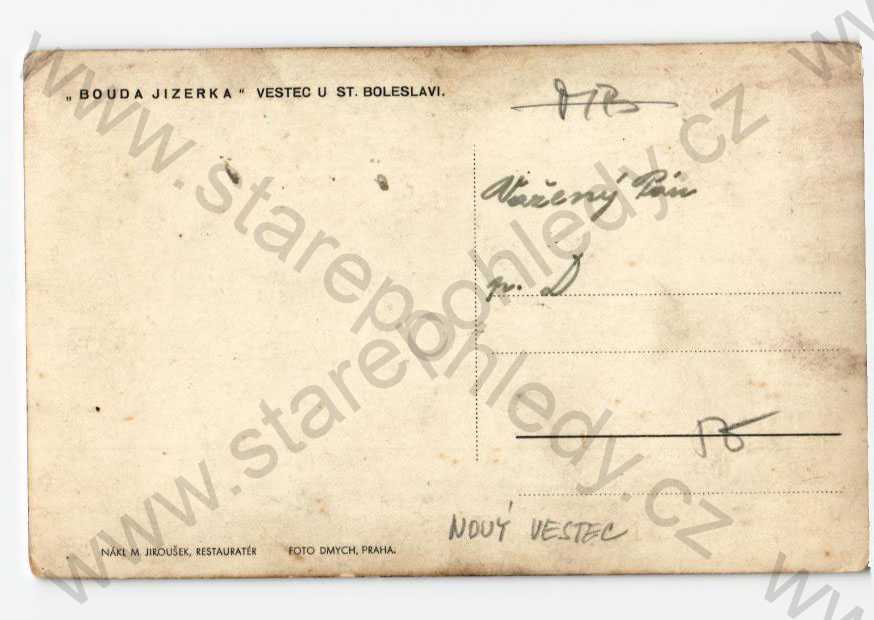 „BOUDA JIZERKA“ VESTEC U ST. BOLESLAVI.
Vážený Pán
p. D
NOVÝ VESTEC
NÁKL M. JIROUŠEK, RESTAURATÉR FOTO DMYCH, PRAHA.
www.starepohledy.cz
www.starepohledy.cz